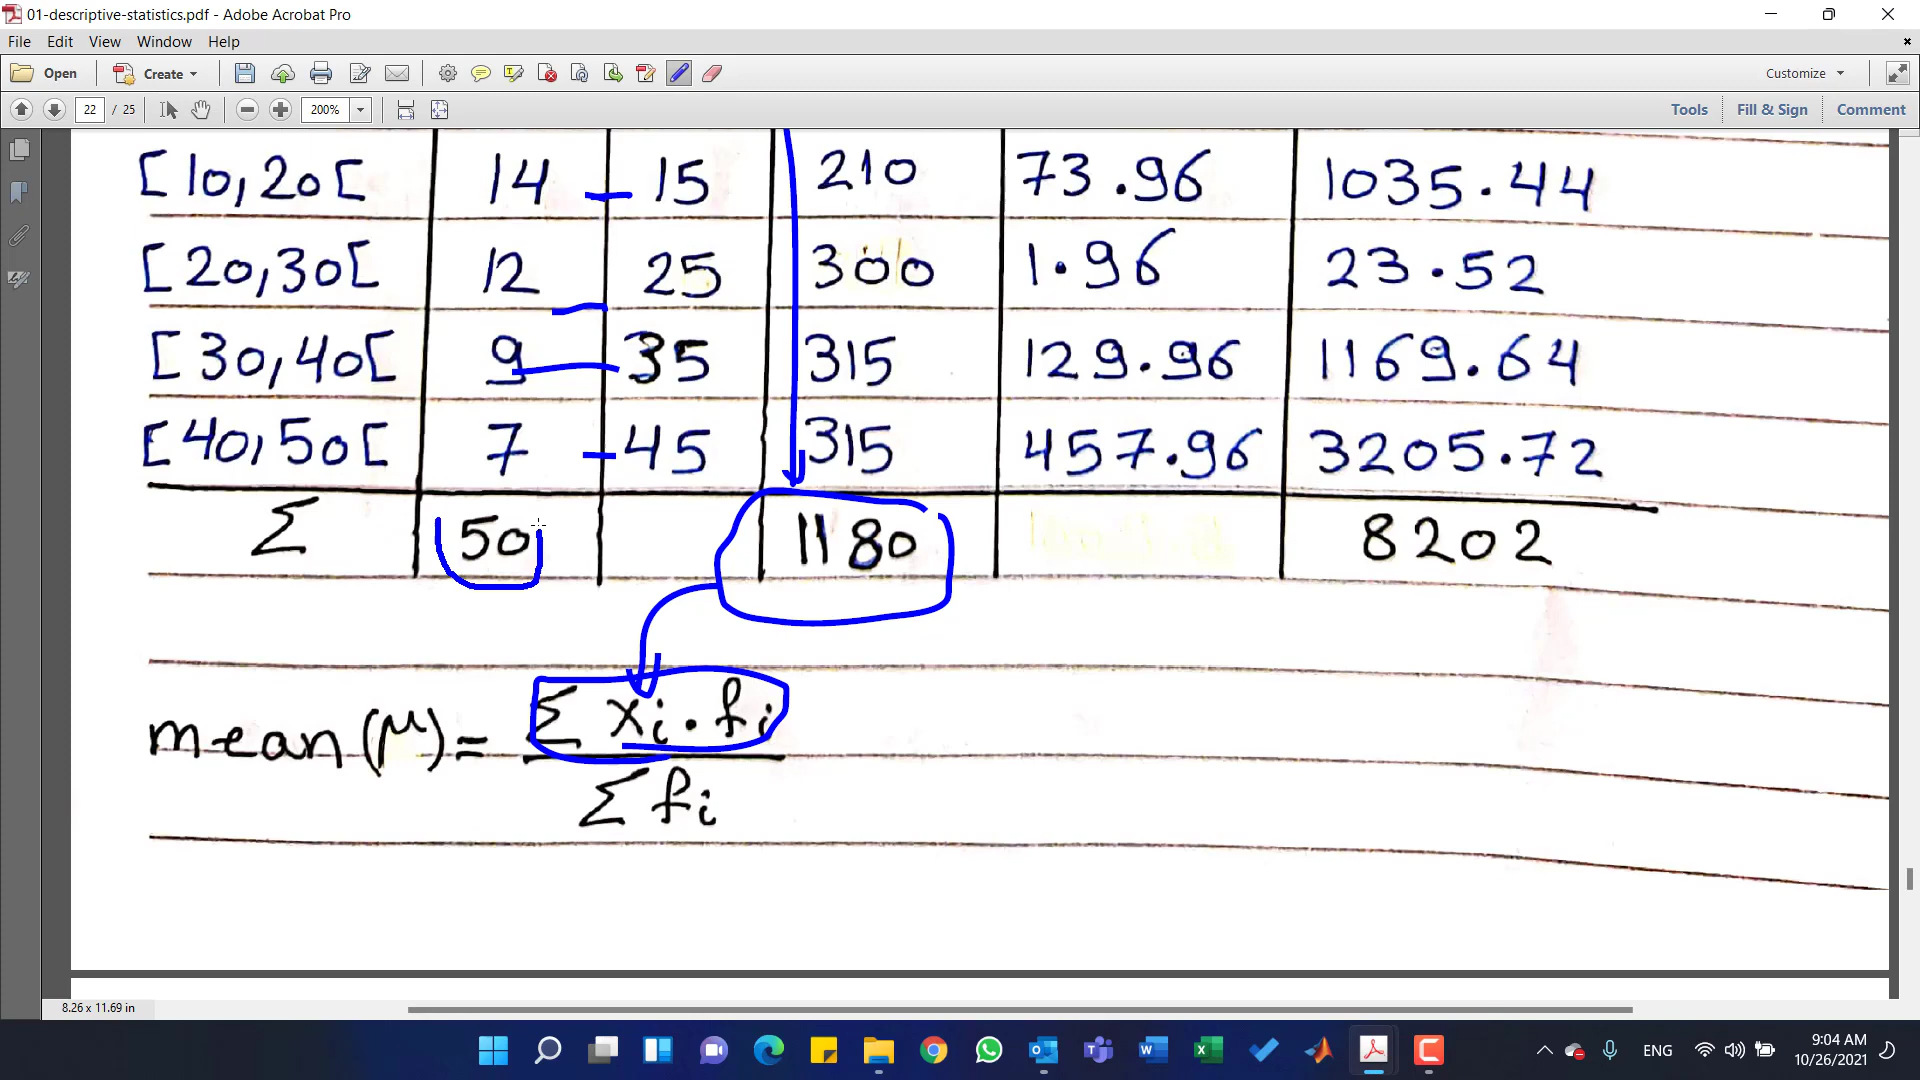 01-descriptive-statistics.pdf - Adobe Acrobat Pro
File Edit View Window Help
Open Create Customize
22 / 25 200% Tools Fill & Sign Comment
[10,20[ 14 15 210 73.96 1035.44
[20,30[ 12 25 300 1.96 23.52
[30,40[ 9 35 315 129.96 1169.64
[40,50[ 7 45 315 457.96 3205.72
Σ 50 1180 8202
mean(μ) = Σ xi . fi
Σ fi
8.26 x 11.69 in
ENG 9:04 AM
10/26/2021